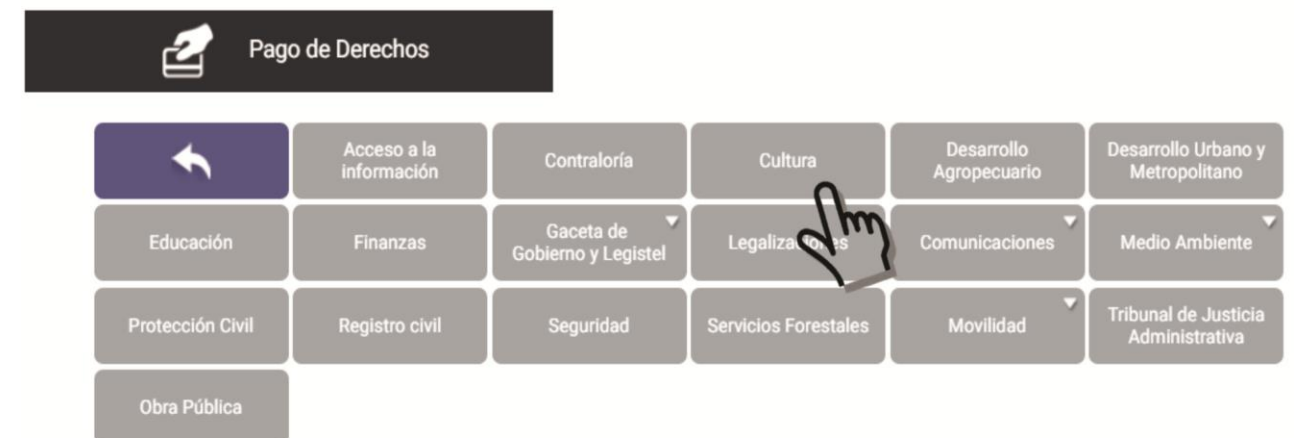 Pago de Derechos
Acceso a la
información
Contraloría
Cultura
Desarrollo
Agropecuario
Desarrollo Urbano y
Metropolitano
Educación
Finanzas
Gaceta de
Gobierno y Legistel
Legalizaciones
Comunicaciones
Medio Ambiente
Protección Civil
Registro civil
Seguridad
Servicios Forestales
Movilidad
Tribunal de Justicia
Administrativa
Obra Pública